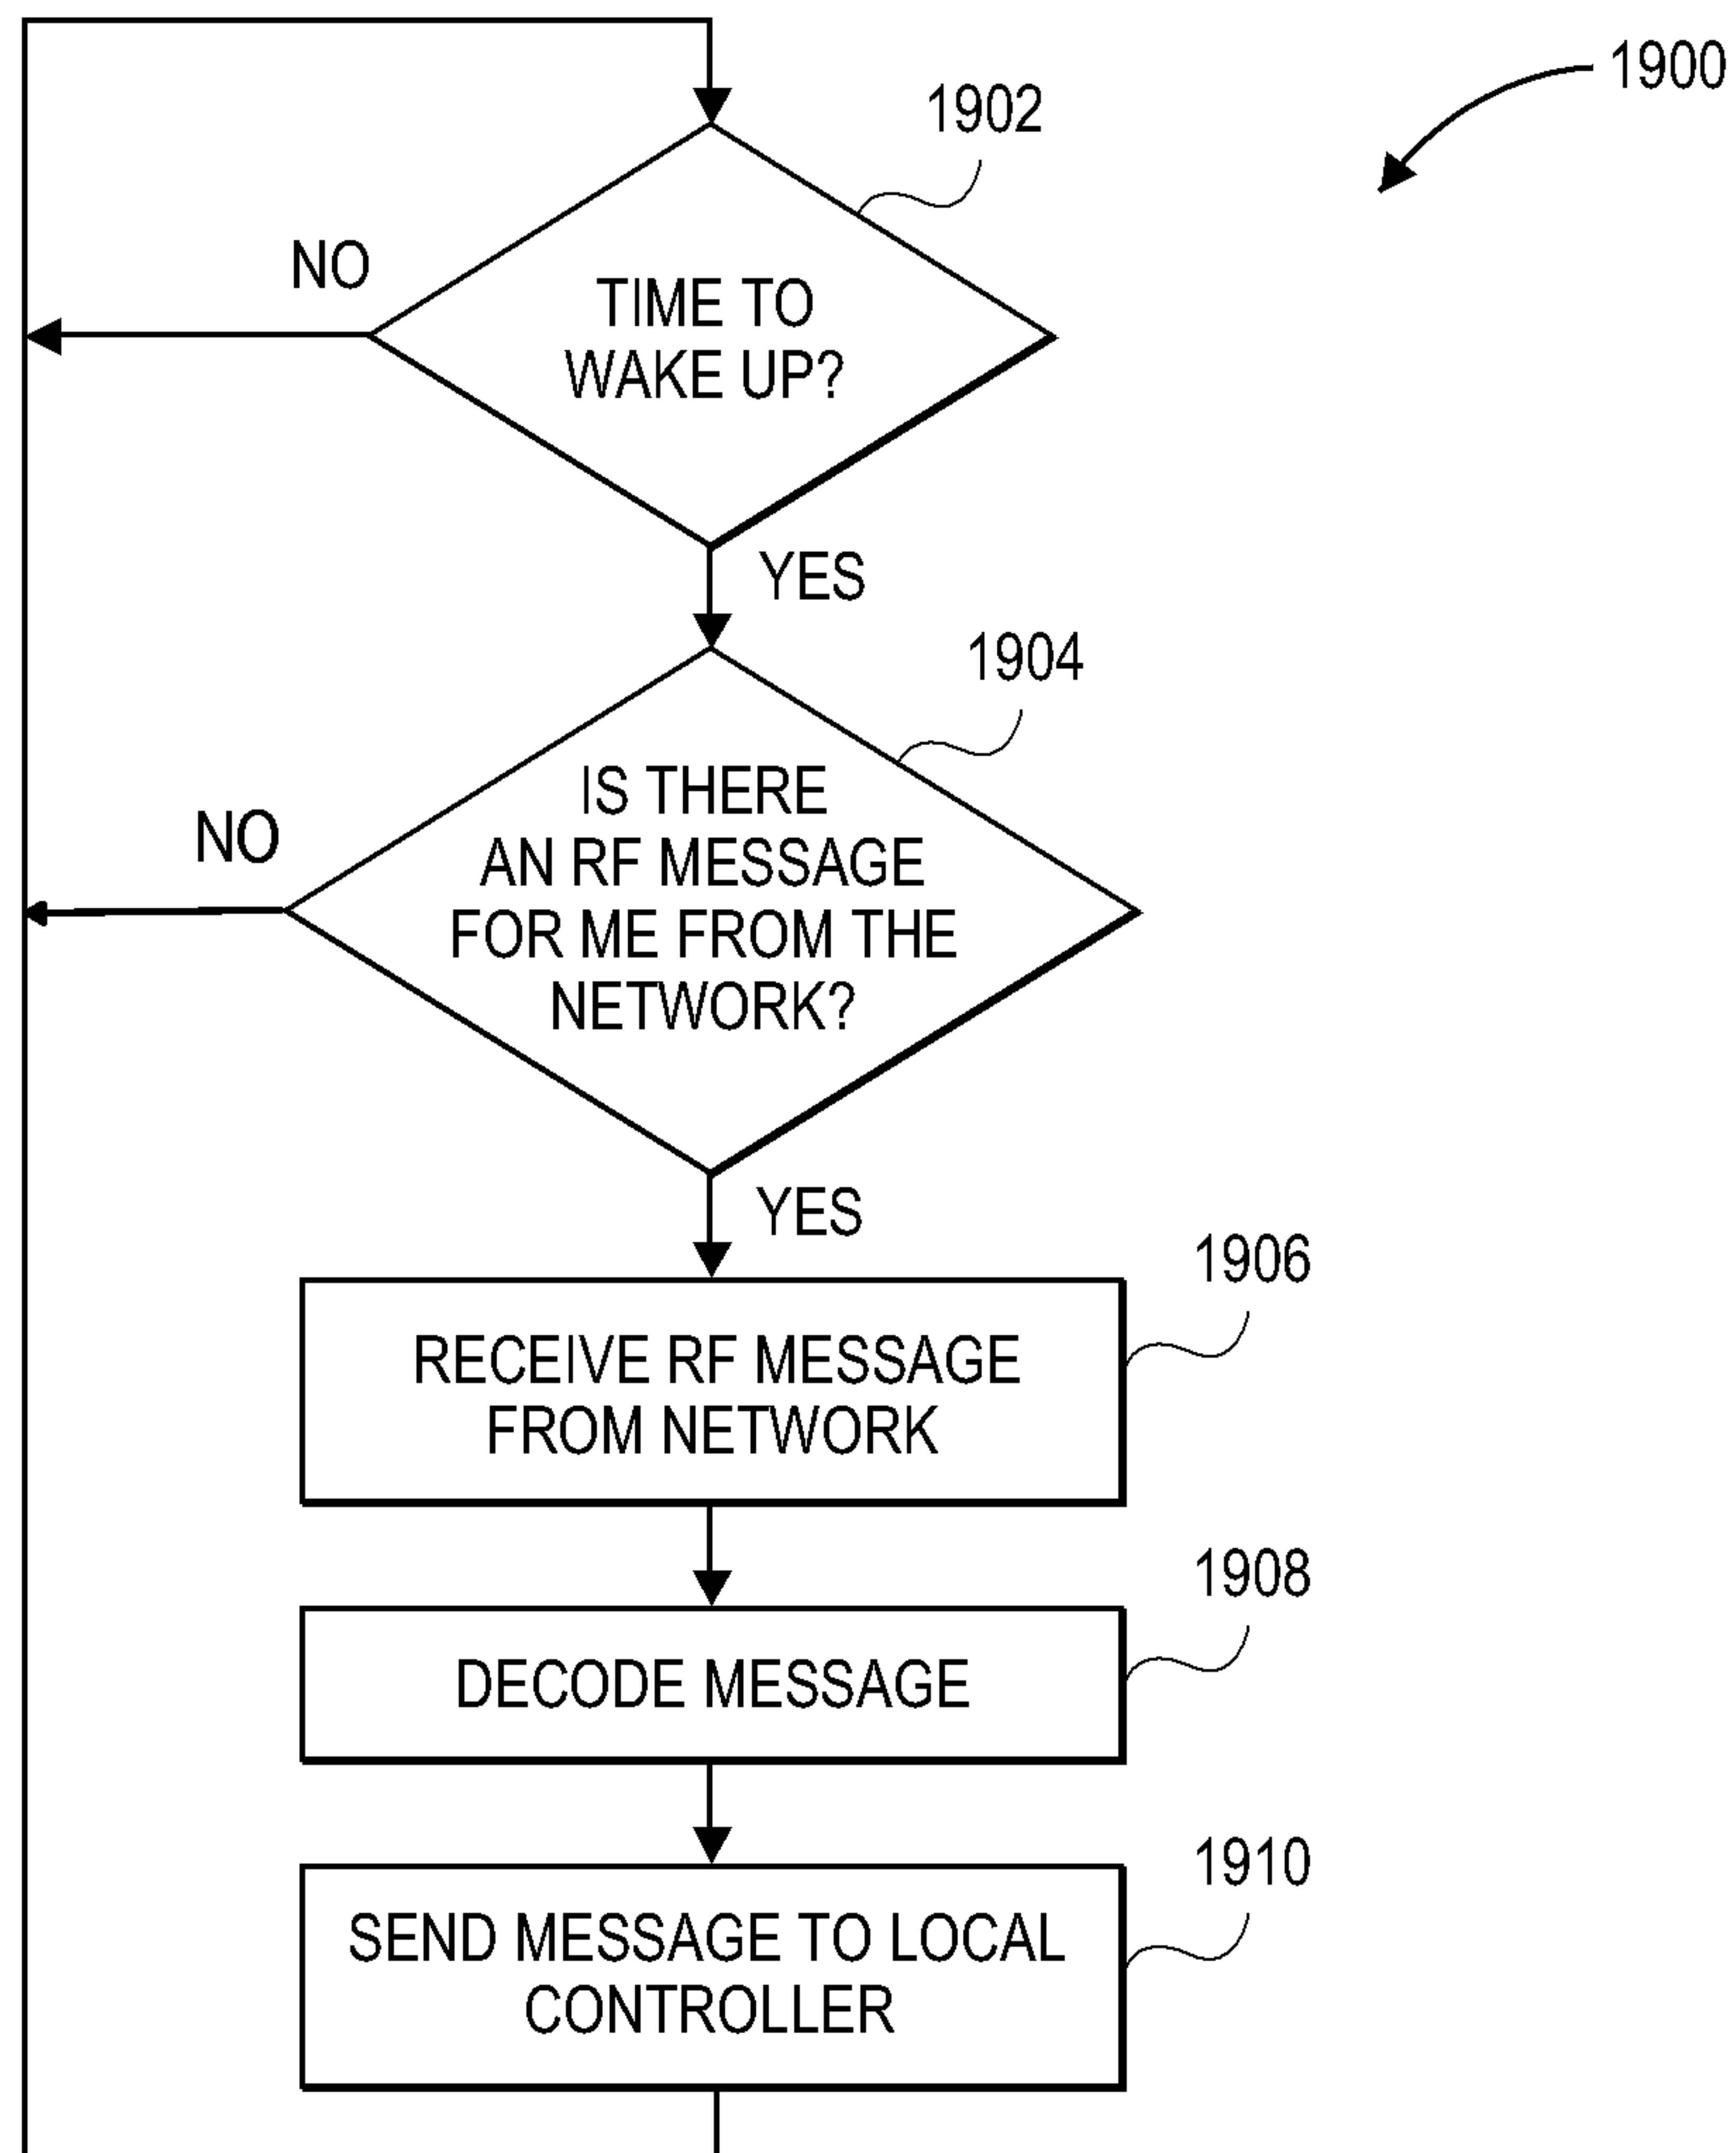 1900
1902
NO
TIME TO
WAKE UP?
YES
1904
IS THERE
AN RF MESSAGE
FOR ME FROM THE
NETWORK?
NO
YES
1906
RECEIVE RF MESSAGE
FROM NETWORK
1908
DECODE MESSAGE
1910
SEND MESSAGE TO LOCAL
CONTROLLER